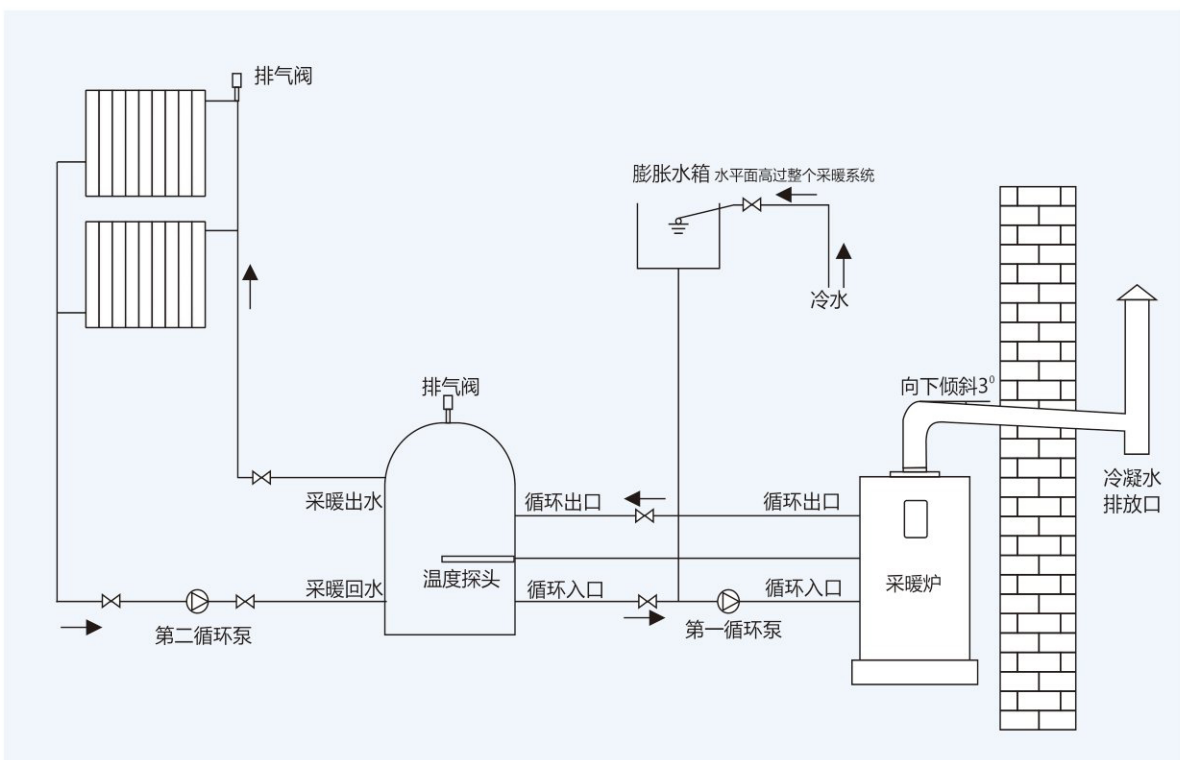 排气阀
膨胀水箱 水平面高过整个采暖系统
冷水
排气阀
向下倾斜3⁰
冷凝水
排放口
采暖出水
循环出口
循环出口
温度探头
采暖炉
采暖回水
循环入口
循环入口
第二循环泵
第一循环泵